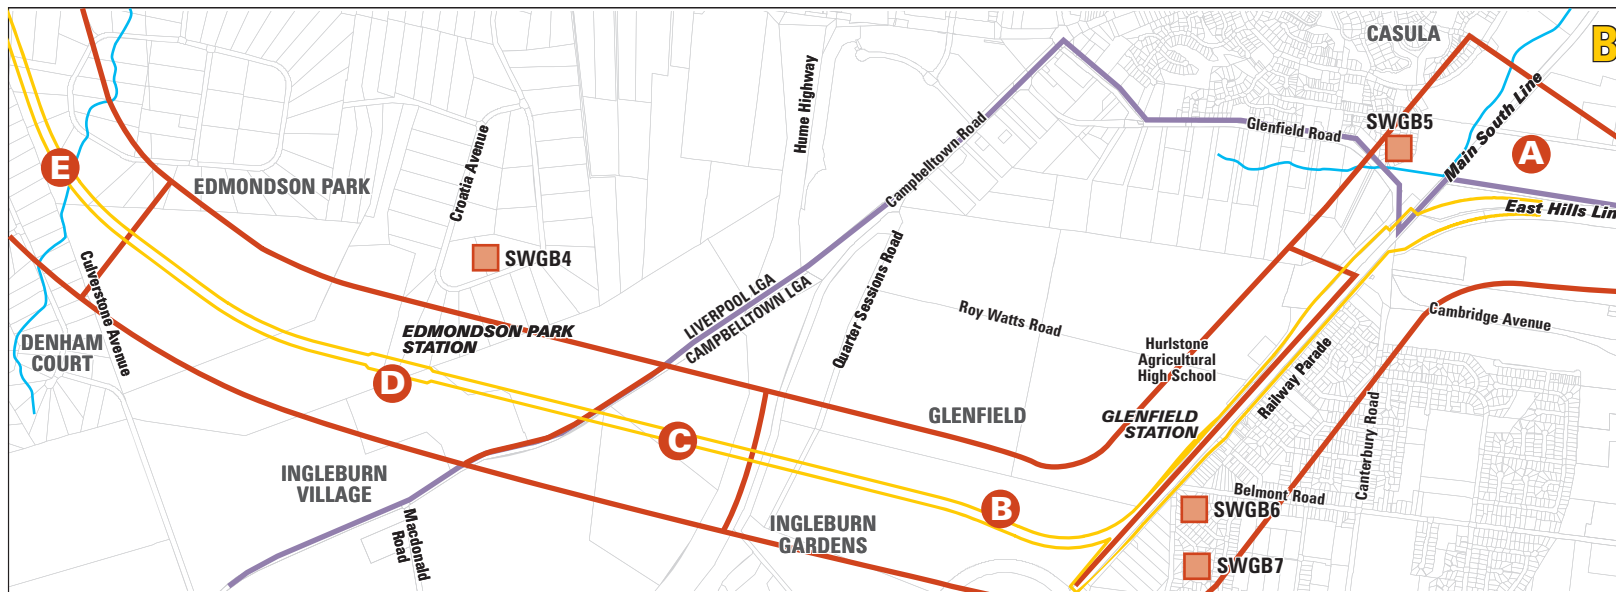 CASULA
B
SWGB5
Main South Line
A
Glenfield Road
Hume Highway
Campbelltown Road
Croatia Avenue
E
EDMONDSON PARK
East Hills Lin
SWGB4
Culverstone Avenue
Quarter Sessions Road
LIVERPOOL LGA
CAMPBELLTOWN LGA
Roy Watts Road
Cambridge Avenue
EDMONDSON PARK
STATION
DENHAM
COURT
Hurlstone
Agricultural
High School
Railway Parade
D
GLENFIELD
GLENFIELD
STATION
C
Canterbury Road
INGLEBURN
VILLAGE
Belmont Road
B
SWGB6
Macdonald
Road
INGLEBURN
GARDENS
SWGB7